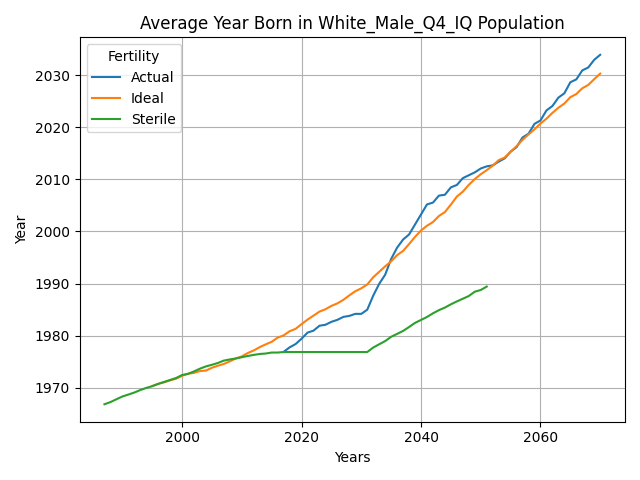 Average Year Born in White_Male_Q4_IQ Population
Fertility
Actual
Ideal
Sterile
2030
2020
2010
2000
1990
1980
1970
Year
2000
2020
2040
2060
Years